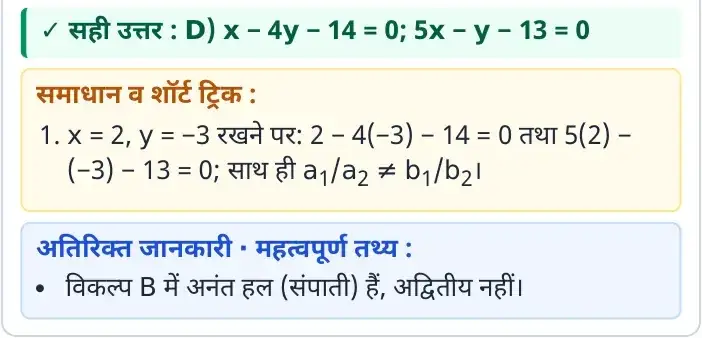 ✓ सही उत्तर : D) x − 4y − 14 = 0; 5x − y − 13 = 0
समाधान व शॉर्ट ट्रिक :
1. x = 2, y = −3 रखने पर: 2 − 4(−3) − 14 = 0 तथा 5(2) −
(−3) − 13 = 0; साथ ही a₁/a₂ ≠ b₁/b₂।
अतिरिक्त जानकारी · महत्वपूर्ण तथ्य :
• विकल्प B में अनंत हल (संपाती) हैं, अद्वितीय नहीं।